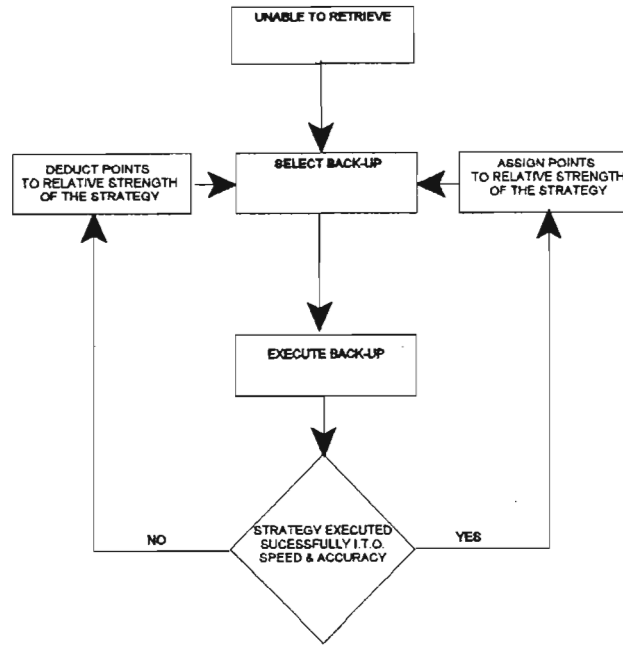 UNABLE TO RETRIEVE
DEDUCT POINTS
TO RELATIVE STRENGTH
OF THE STRATEGY
SELECT BACK-UP
ASSIGN POINTS
TO RELATIVE STRENGTH
OF THE STRATEGY
EXECUTE BACK-UP
STRATEGY EXECUTED
SUCESSFULLY I.T.O.
SPEED & ACCURACY
NO
YES